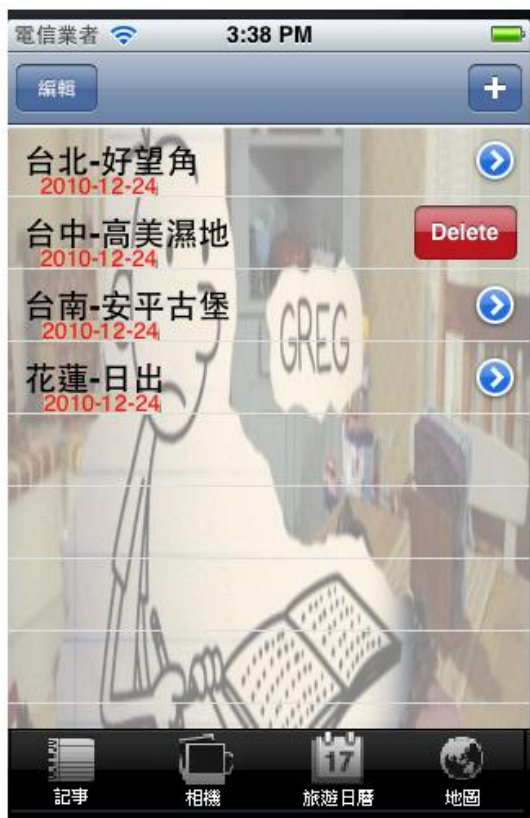 電信業者 3:38 PM
編輯 +
台北-好望角
2010-12-24
台中-高美濕地 Delete
2010-12-24
台南-安平古堡
2010-12-24
花蓮-日出
2010-12-24
GREG
17
記事 相機 旅遊日曆 地圖